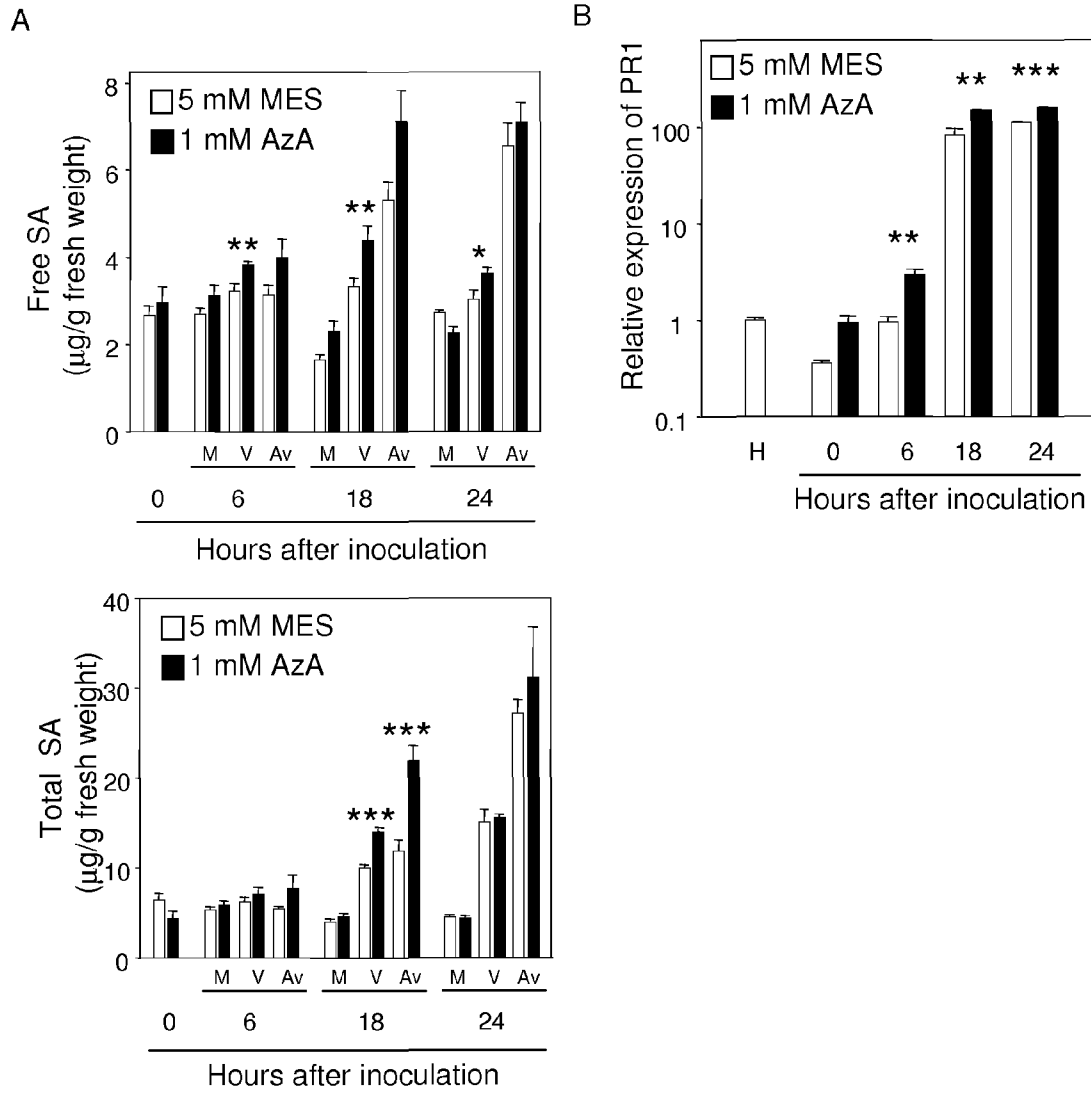 A
8
6
4
2
0
Free SA
(µg/g fresh weight)
5 mM MES
1 mM AzA
**
**
*
M V Av M V Av M V Av
0 6 18 24
Hours after inoculation
40
30
20
10
0
Total SA
(µg/g fresh weight)
5 mM MES
1 mM AzA
***
***
M V Av M V Av M V Av
0 6 18 24
Hours after inoculation
B
Relative expression of PR1
100
10
1
0.1
5 mM MES
1 mM AzA
**
**
***
H 0 6 18 24
Hours after inoculation